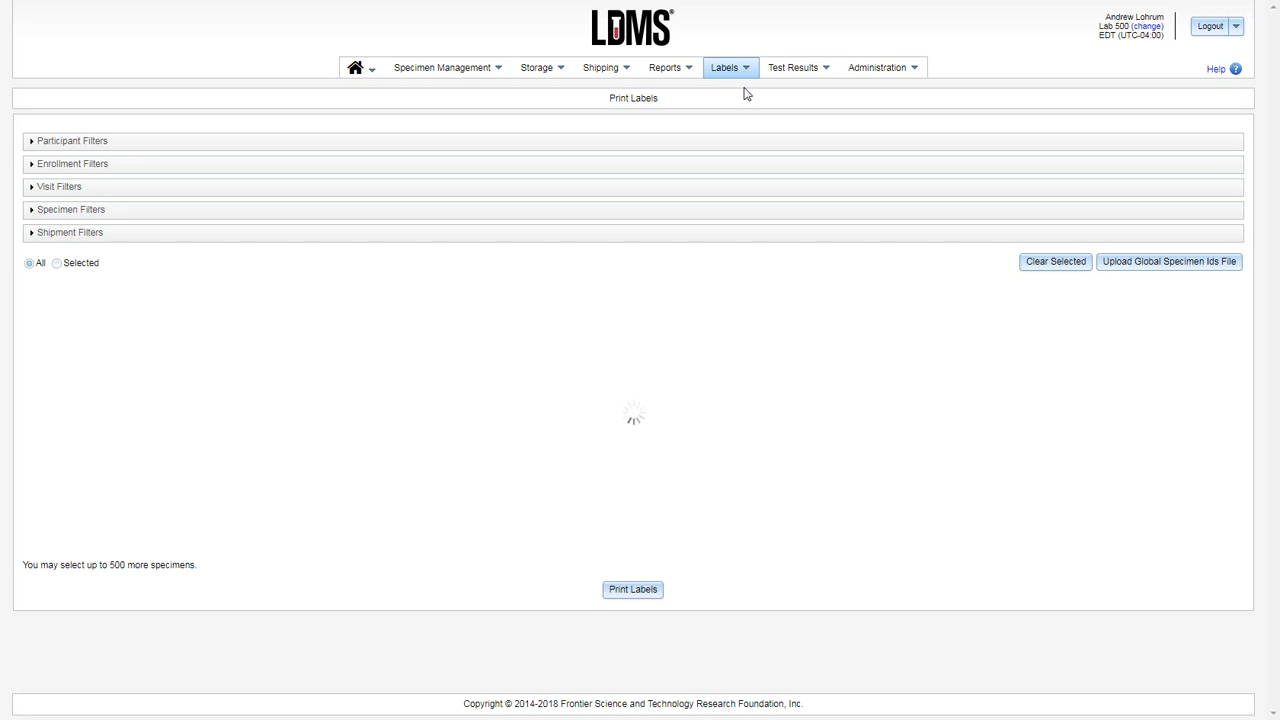 LDMS®
Andrew Lohrum
Lab 500 (change)
EDT (UTC-04:00)
Logout
Specimen Management
Storage
Shipping
Reports
Labels
Test Results
Administration
Help ?
Print Labels
Participant Filters
Enrollment Filters
Visit Filters
Specimen Filters
Shipment Filters
All
Selected
Clear Selected
Upload Global Specimen Ids File
You may select up to 500 more specimens.
Print Labels
Copyright © 2014-2018 Frontier Science and Technology Research Foundation, Inc.